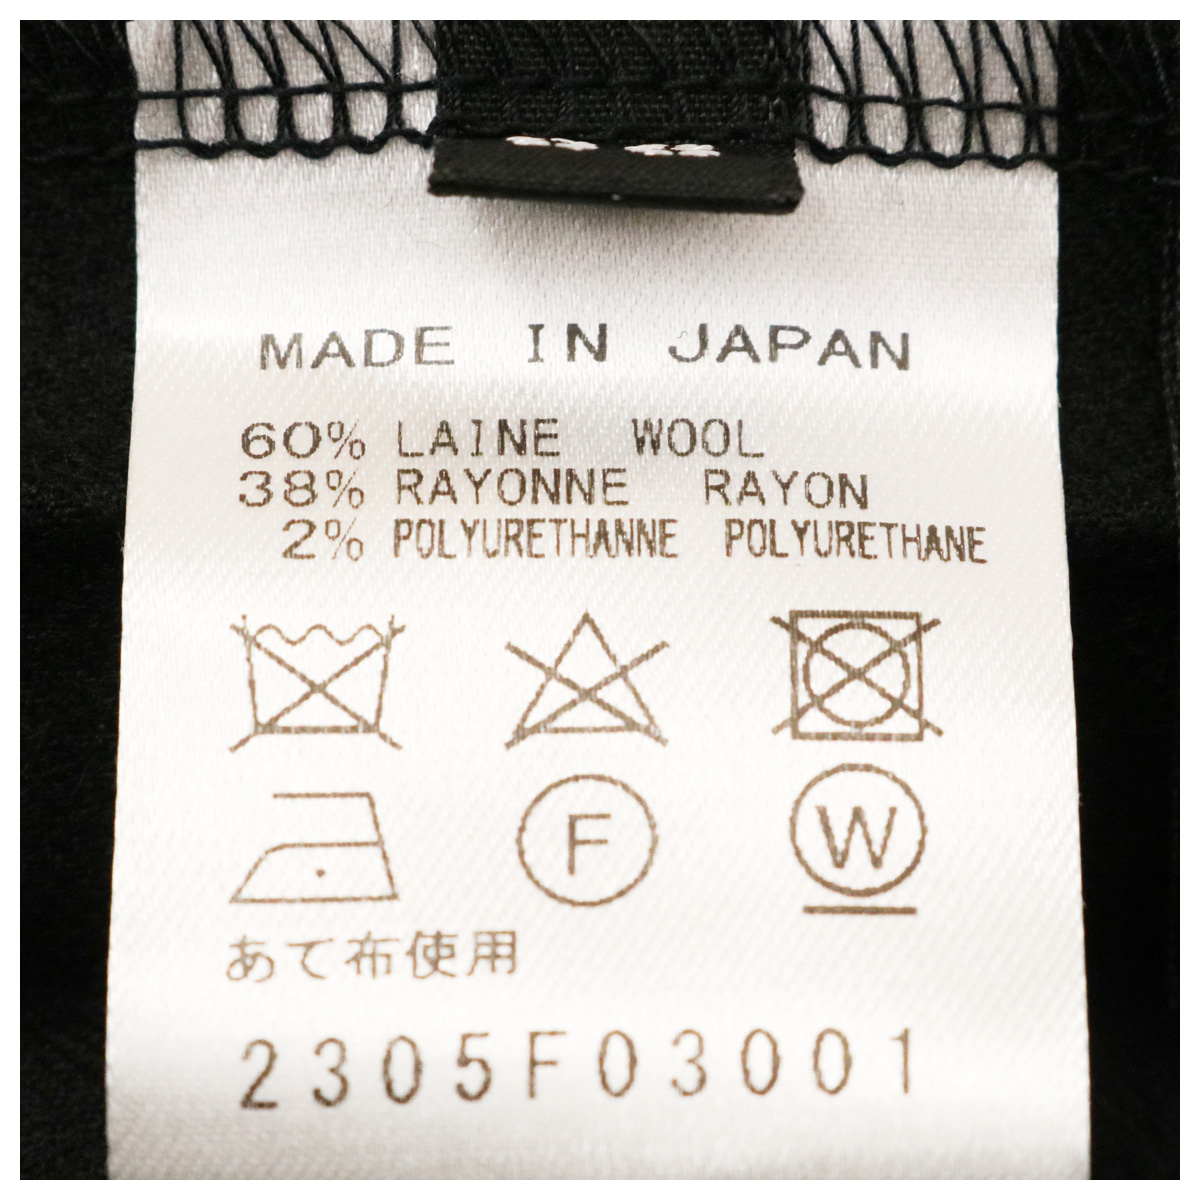 MADE IN JAPAN
60% LAINE WOOL
38% RAYONNE RAYON
2% POLYURETHANNE POLYURETHANE
F W
あて布使用
2305F03001